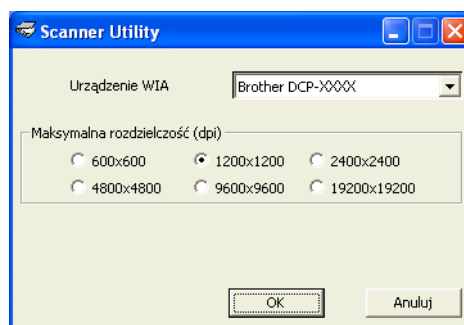 Scanner Utility
Urządzenie WIA Brother DCP-XXXX
Maksymalna rozdzielczość (dpi)
600x600 1200x1200 2400x2400
4800x4800 9600x9600 19200x19200
OK Anuluj